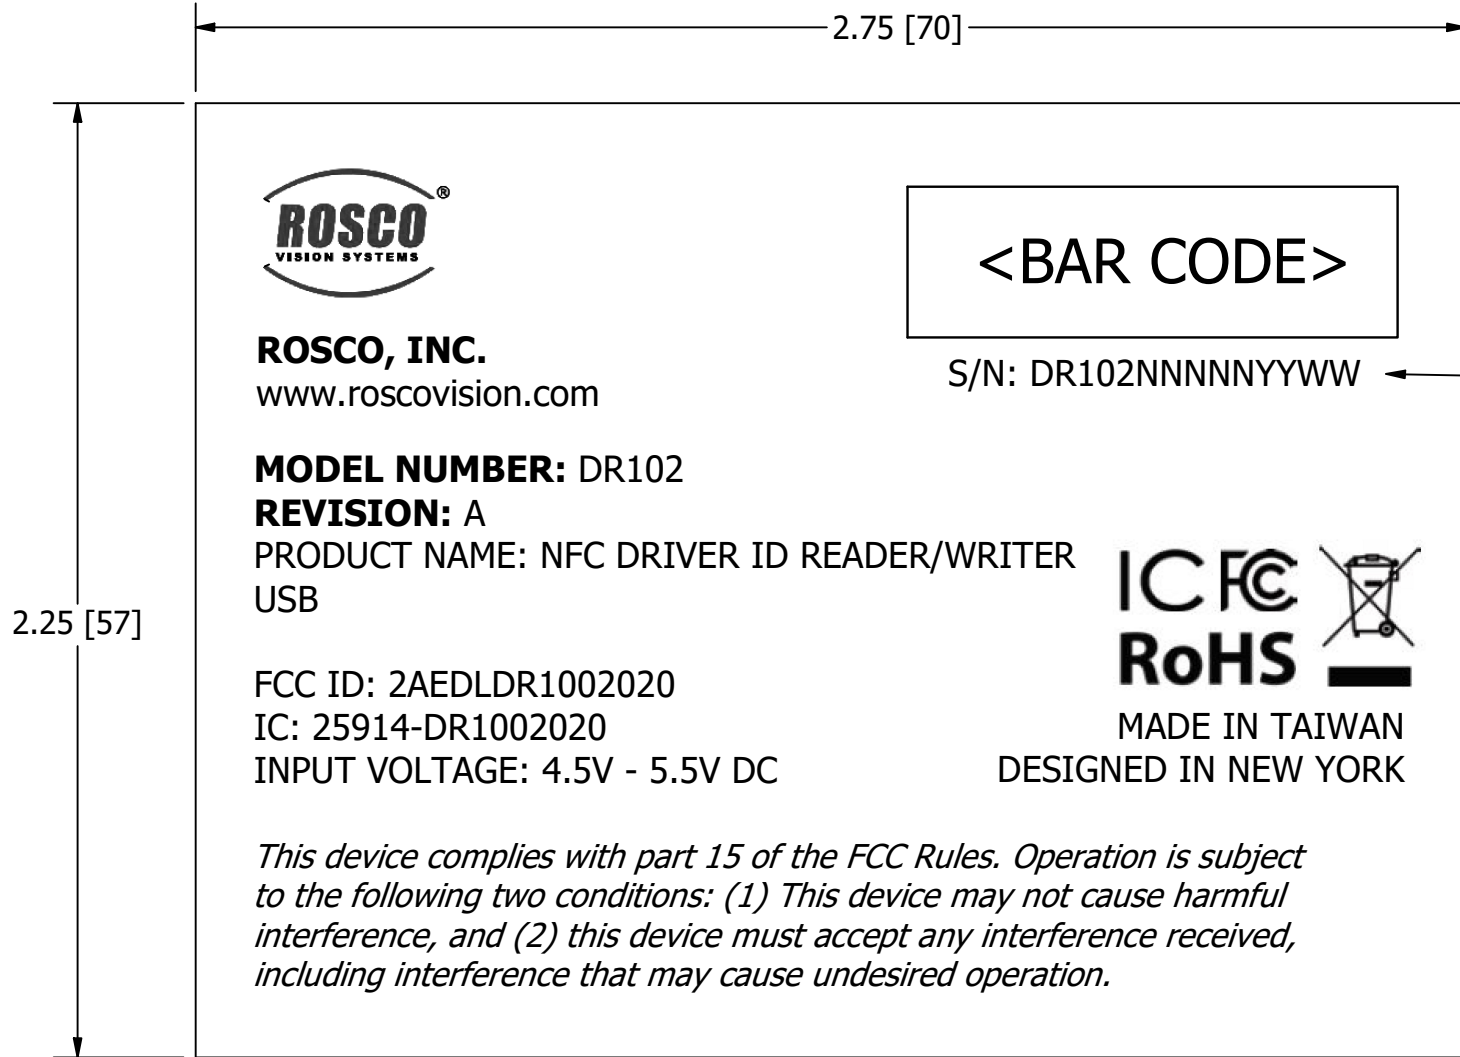 2.75 [70]
ROSCO®
VISION SYSTEMS
<BAR CODE>
ROSCO, INC.
www.roscovision.com
S/N: DR102NNNNNYYWW
MODEL NUMBER: DR102
REVISION: A
PRODUCT NAME: NFC DRIVER ID READER/WRITER
USB
2.25 [57]
IC FC
RoHS
FCC ID: 2AEDLDR1002020
IC: 25914-DR1002020
INPUT VOLTAGE: 4.5V - 5.5V DC
MADE IN TAIWAN
DESIGNED IN NEW YORK
This device complies with part 15 of the FCC Rules. Operation is subject
to the following two conditions: (1) This device may not cause harmful
interference, and (2) this device must accept any interference received,
including interference that may cause undesired operation.